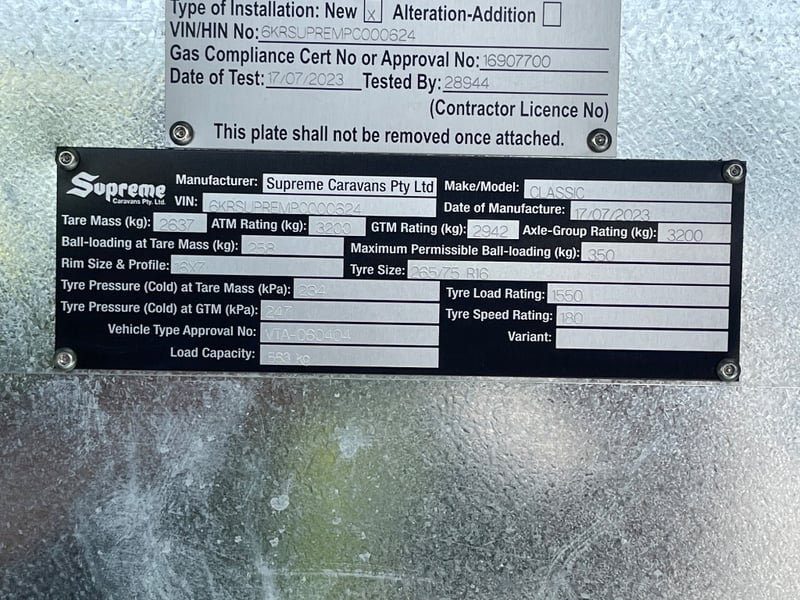 Type of Installation: New x Alteration-Addition
VIN/HIN No: 6KRSUPREMPC000624
Gas Compliance Cert No or Approval No: 16907700
Date of Test: 17/07/2023 Tested By: 28944
(Contractor Licence No)
This plate shall not be removed once attached.
Supreme Caravans Pty. Ltd.
Manufacturer: Supreme Caravans Pty Ltd Make/Model: CLASSIC
VIN: 6KRSUPREMPC000624 Date of Manufacture: 17/07/2023
Tare Mass (kg): 2637 ATM Rating (kg): 3200 GTM Rating (kg): 2942 Axle-Group Rating (kg): 3200
Ball-loading at Tare Mass (kg): 258 Maximum Permissible Ball-loading (kg): 350
Rim Size & Profile: 16X7 Tyre Size: 265/75 R16
Tyre Pressure (Cold) at Tare Mass (kPa): 234 Tyre Load Rating: 1550
Tyre Pressure (Cold) at GTM (kPa): 247 Tyre Speed Rating: 180
Vehicle Type Approval No: VTA-060404 Variant:
Load Capacity: 563 kg